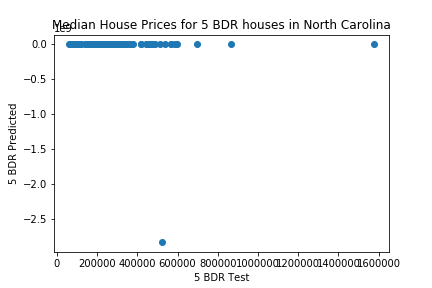 Median House Prices for 5 BDR houses in North Carolina
1e9
0.0
−0.5
−1.0
−1.5
−2.0
−2.5
5 BDR Predicted
0 200000 400000 600000 800000 1000000 1200000 1400000 1600000
5 BDR Test